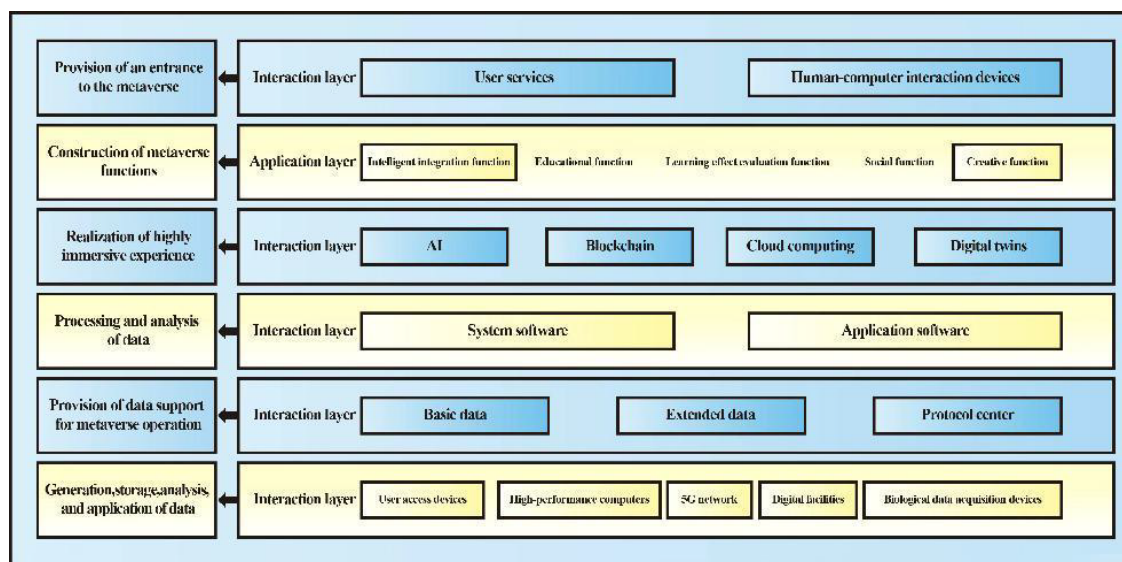 Provision of an entrance
to the metaverse
Interaction layer
User services
Human-computer interaction devices
Construction of metaverse
functions
Application layer
Intelligent integration function
Educational function
Learning effect evaluation function
Social function
Creative function
Realization of highly
immersive experience
Interaction layer
AI
Blockchain
Cloud computing
Digital twins
Processing and analysis
of data
Interaction layer
System software
Application software
Provision of data support
for metaverse operation
Interaction layer
Basic data
Extended data
Protocol center
Generation,storage,analysis,
and application of data
Interaction layer
User access devices
High-performance computers
5G network
Digital facilities
Biological data acquisition devices